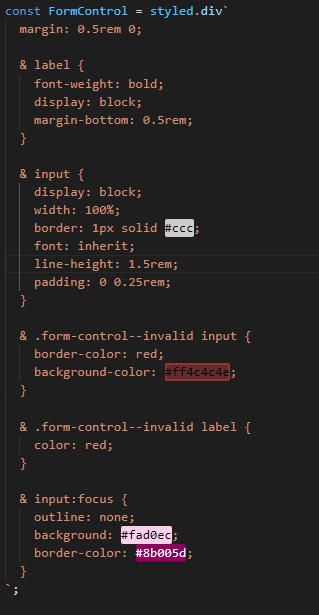 const FormControl = styled.div`
  margin: 0.5rem 0;

  & label {
    font-weight: bold;
    display: block;
    margin-bottom: 0.5rem;
  }

  & input {
    display: block;
    width: 100%;
    border: 1px solid #ccc;
    font: inherit;
    line-height: 1.5rem;
    padding: 0 0.25rem;
  }

  & .form-control--invalid input {
    border-color: red;
    background-color: #ff4c4c4e;
  }

  & .form-control--invalid label {
    color: red;
  }

  & input:focus {
    outline: none;
    background: #fad0ec;
    border-color: #8b005d;
  }
`;